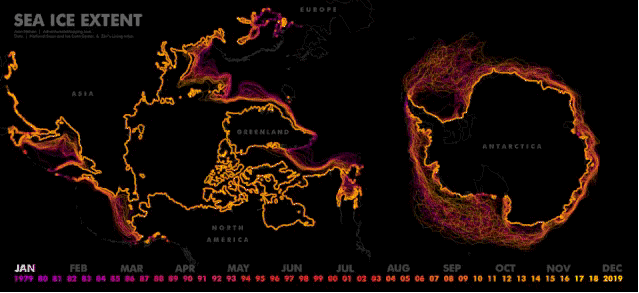 SEA ICE EXTENT
EUROPE
ASIA
GREENLAND
ANTARCTICA
NORTH
AMERICA
JAN FEB MAR APR MAY JUN JUL AUG SEP OCT NOV DEC
1979 80 81 82 83 84 85 86 87 88 89 90 91 92 93 94 95 96 97 98 99 00 01 02 03 04 05 06 07 08 09 10 11 12 13 14 15 16 17 18 2019